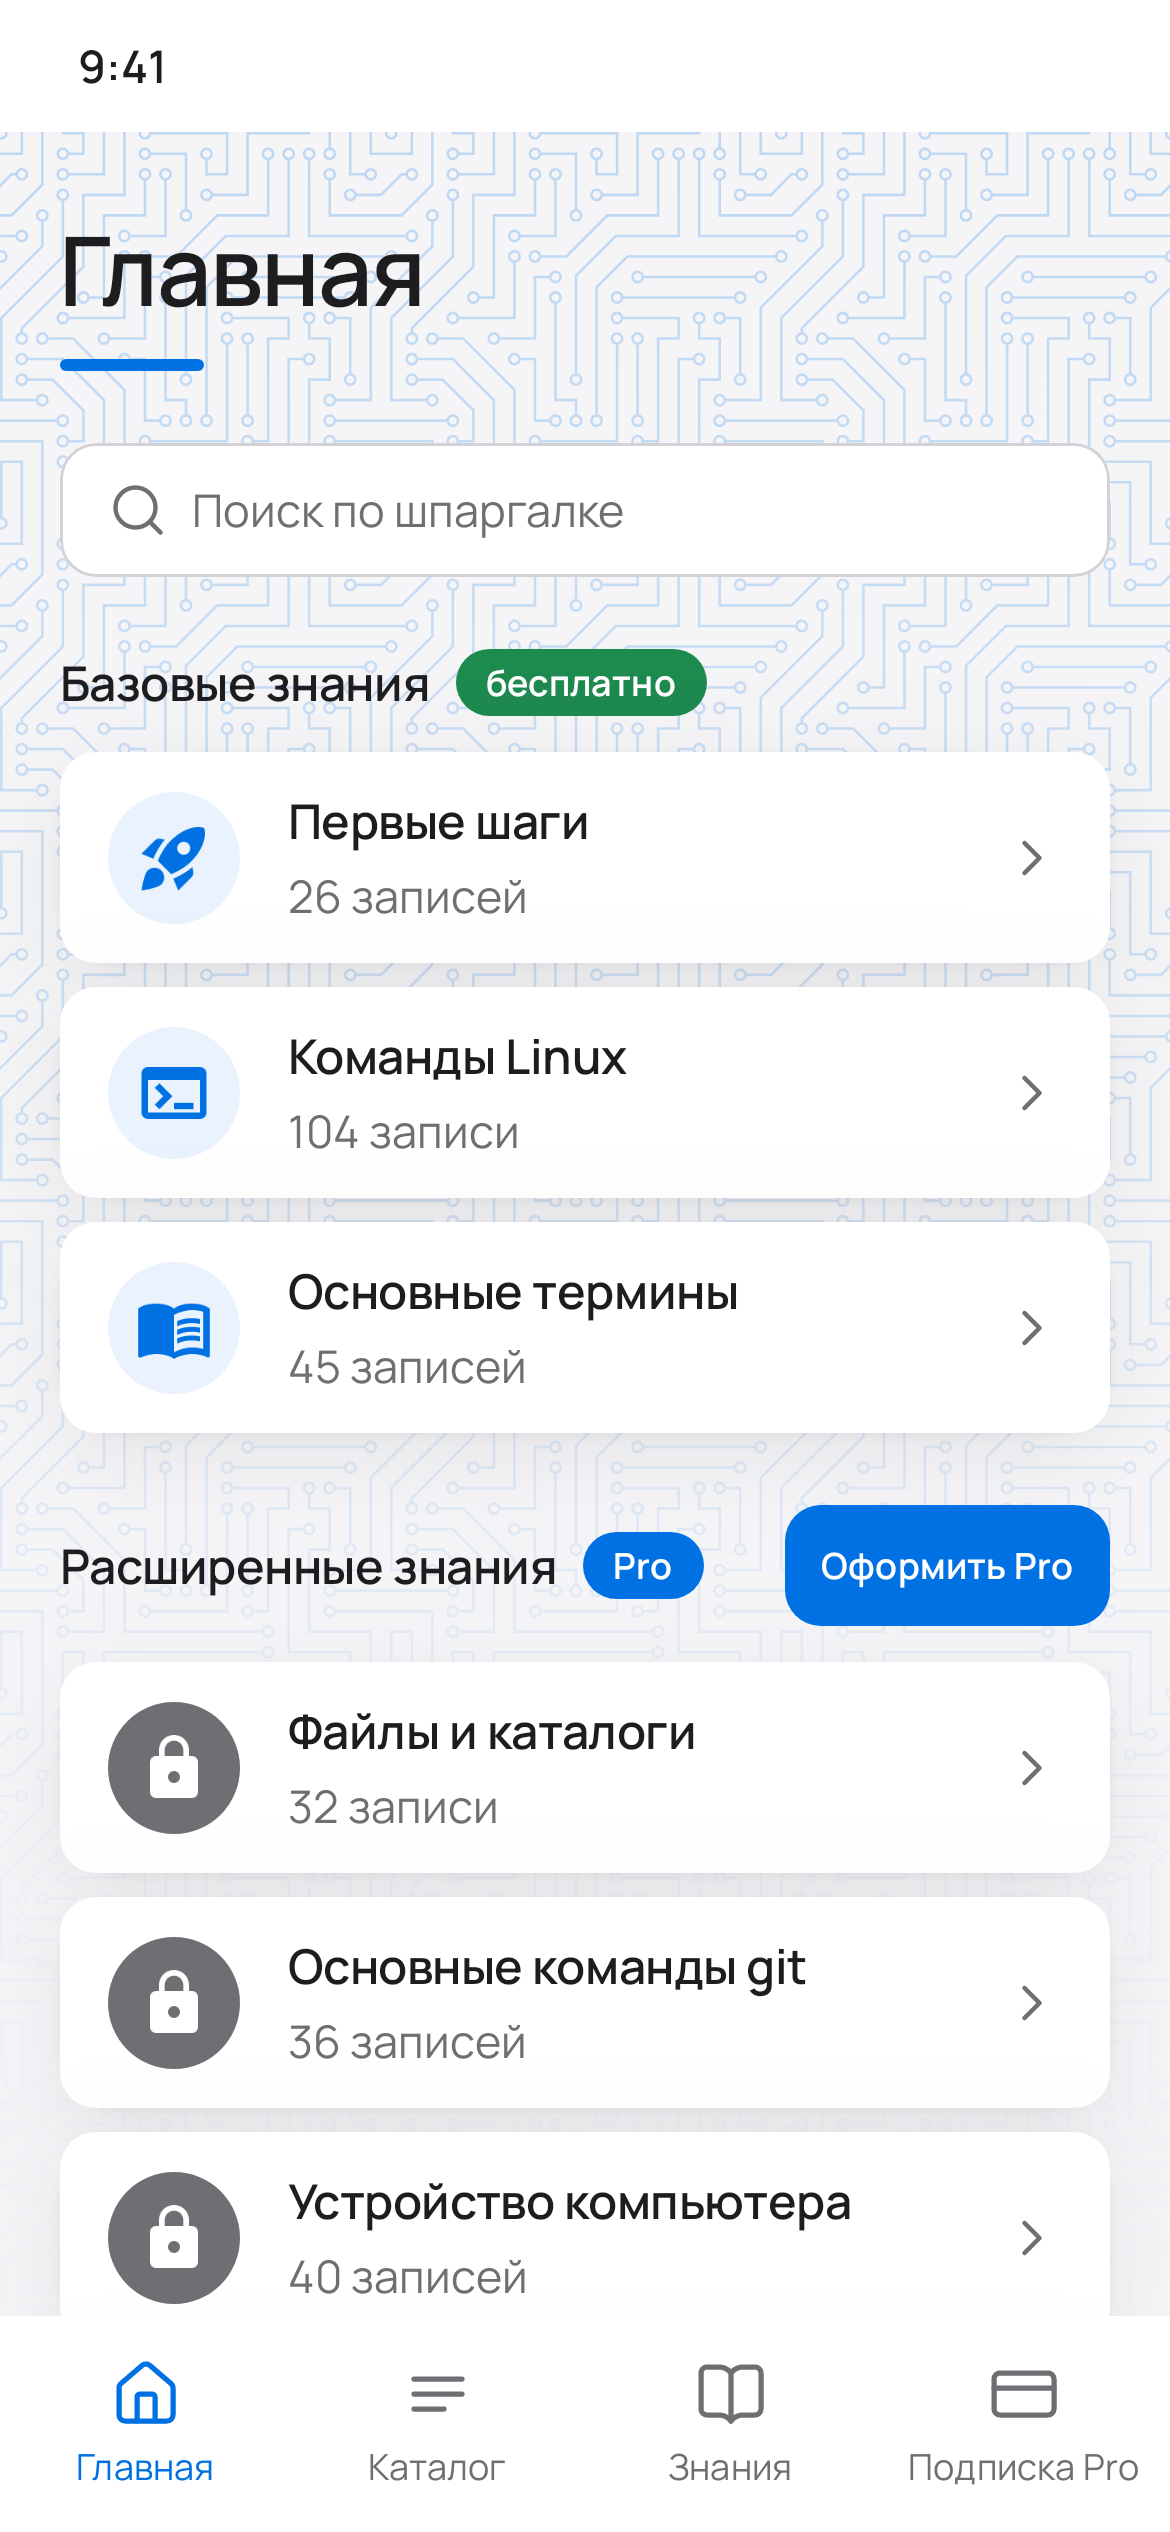 9:41
Главная
Поиск по шпаргалке
Базовые знания бесплатно
Первые шаги
26 записей
Команды Linux
104 записи
Основные термины
45 записей
Расширенные знания Pro Оформить Pro
Файлы и каталоги
32 записи
Основные команды git
36 записей
Устройство компьютера
40 записей
Главная Каталог Знания Подписка Pro